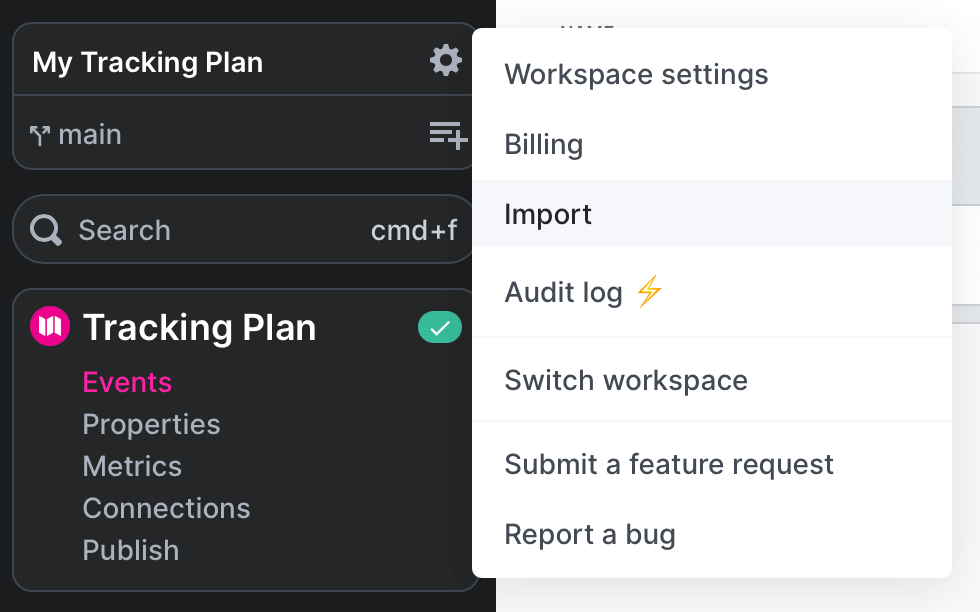 My Tracking Plan
main
Search cmd+f
Tracking Plan
Events
Properties
Metrics
Connections
Publish
Workspace settings
Billing
Import
Audit log ⚡
Switch workspace
Submit a feature request
Report a bug